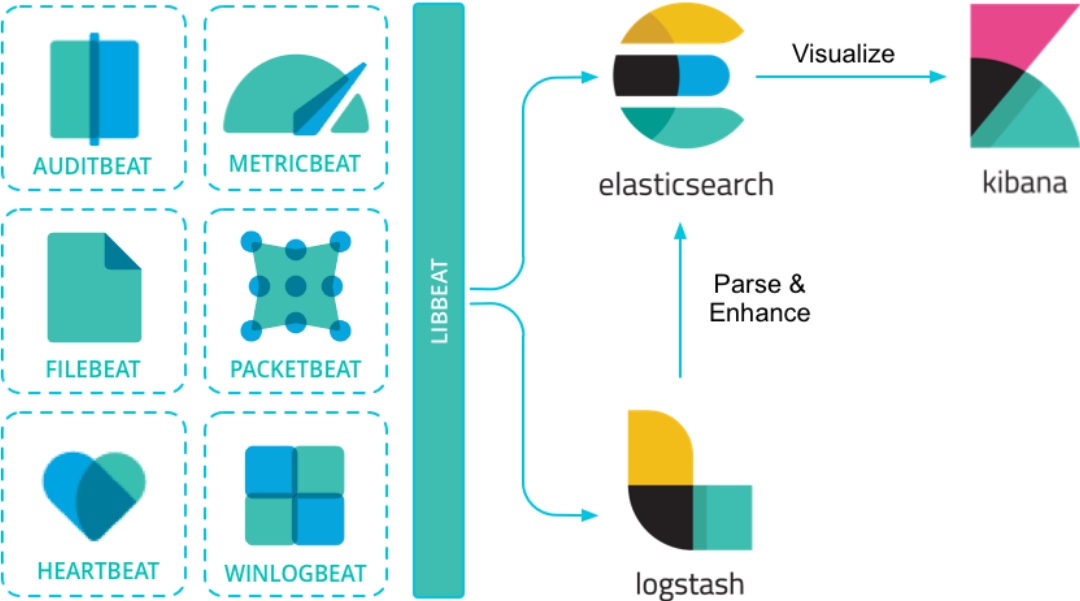 AUDITBEAT
METRICBEAT
FILEBEAT
PACKETBEAT
HEARTBEAT
WINLOGBEAT
LIBBEAT
elasticsearch
Visualize
kibana
Parse &
Enhance
logstash